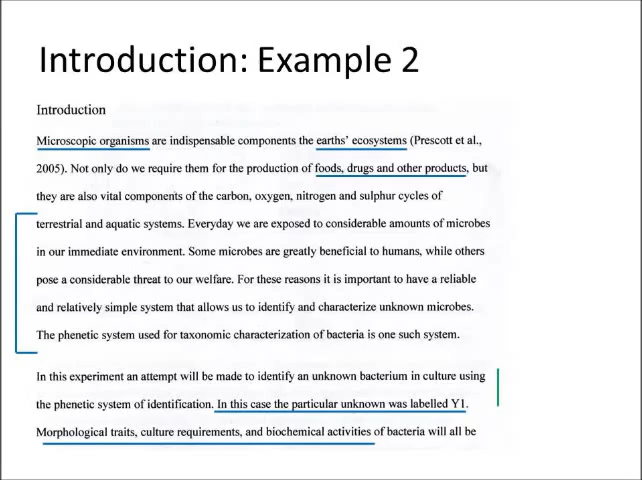 Introduction: Example 2
Introduction
Microscopic organisms are indispensable components the earths' ecosystems (Prescott et al.,
2005). Not only do we require them for the production of foods, drugs and other products, but
they are also vital components of the carbon, oxygen, nitrogen and sulphur cycles of
terrestrial and aquatic systems. Everyday we are exposed to considerable amounts of microbes
in our immediate environment. Some microbes are greatly beneficial to humans, while others
pose a considerable threat to our welfare. For these reasons it is important to have a reliable
and relatively simple system that allows us to identify and characterize unknown microbes.
The phenetic system used for taxonomic characterization of bacteria is one such system.
In this experiment an attempt will be made to identify an unknown bacterium in culture using
the phenetic system of identification. In this case the particular unknown was labelled Y1.
Morphological traits, culture requirements, and biochemical activities of bacteria will all be